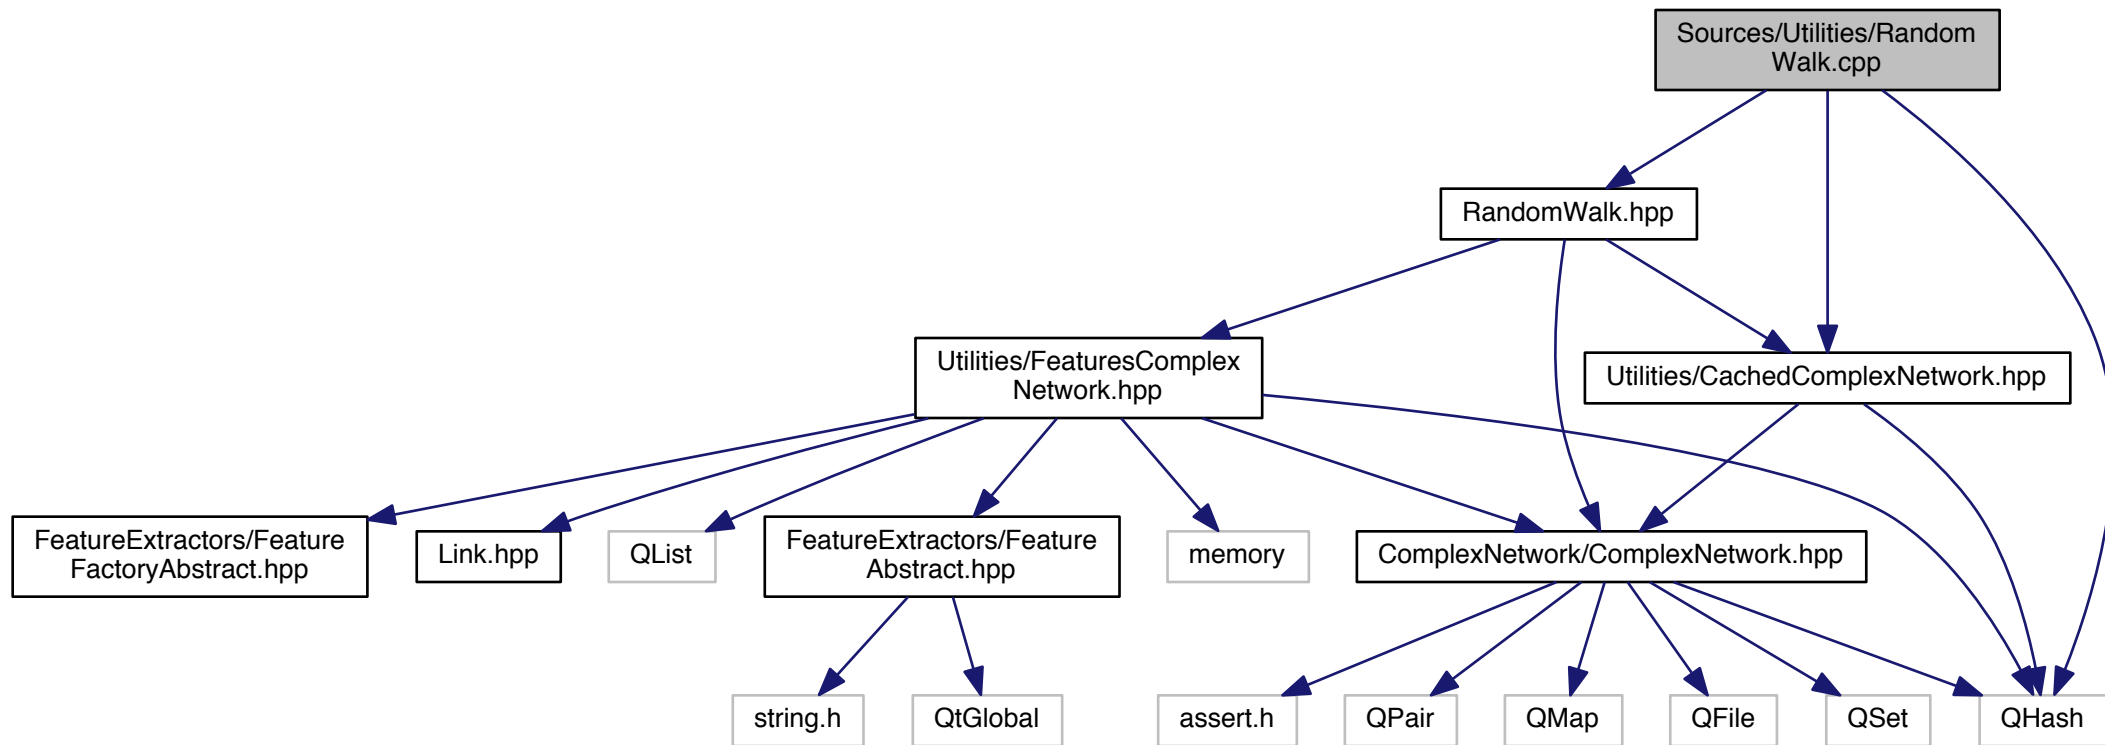 Sources/Utilities/Random
Walk.cpp
RandomWalk.hpp
Utilities/FeaturesComplex
Network.hpp
Utilities/CachedComplexNetwork.hpp
FeatureExtractors/Feature
FactoryAbstract.hpp
Link.hpp
QList
FeatureExtractors/Feature
Abstract.hpp
memory
ComplexNetwork/ComplexNetwork.hpp
string.h
QtGlobal
assert.h
QPair
QMap
QFile
QSet
QHash